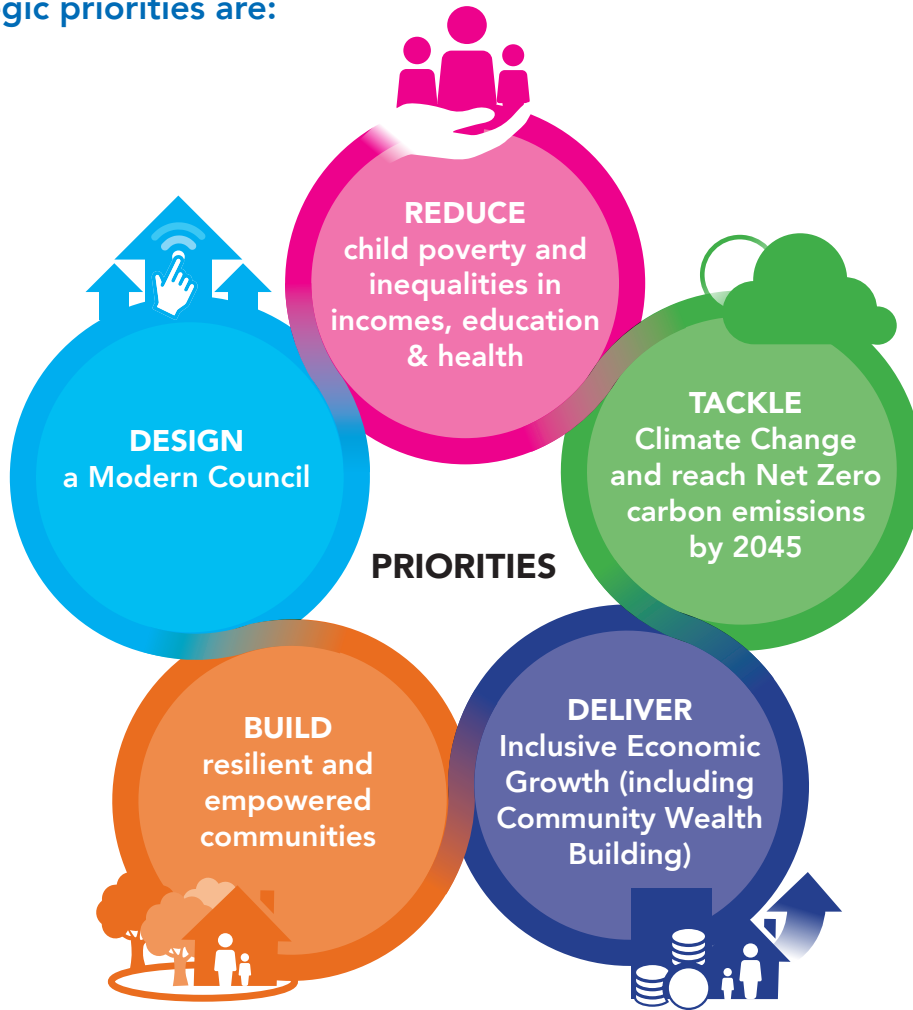 priorities are:
REDUCE
child poverty and
inequalities in
incomes, education
& health
TACKLE
Climate Change
and reach Net Zero
carbon emissions
by 2045
DESIGN
a Modern Council
PRIORITIES
DELIVER
Inclusive Economic
Growth (including
Community Wealth
Building)
BUILD
resilient and
empowered
communities